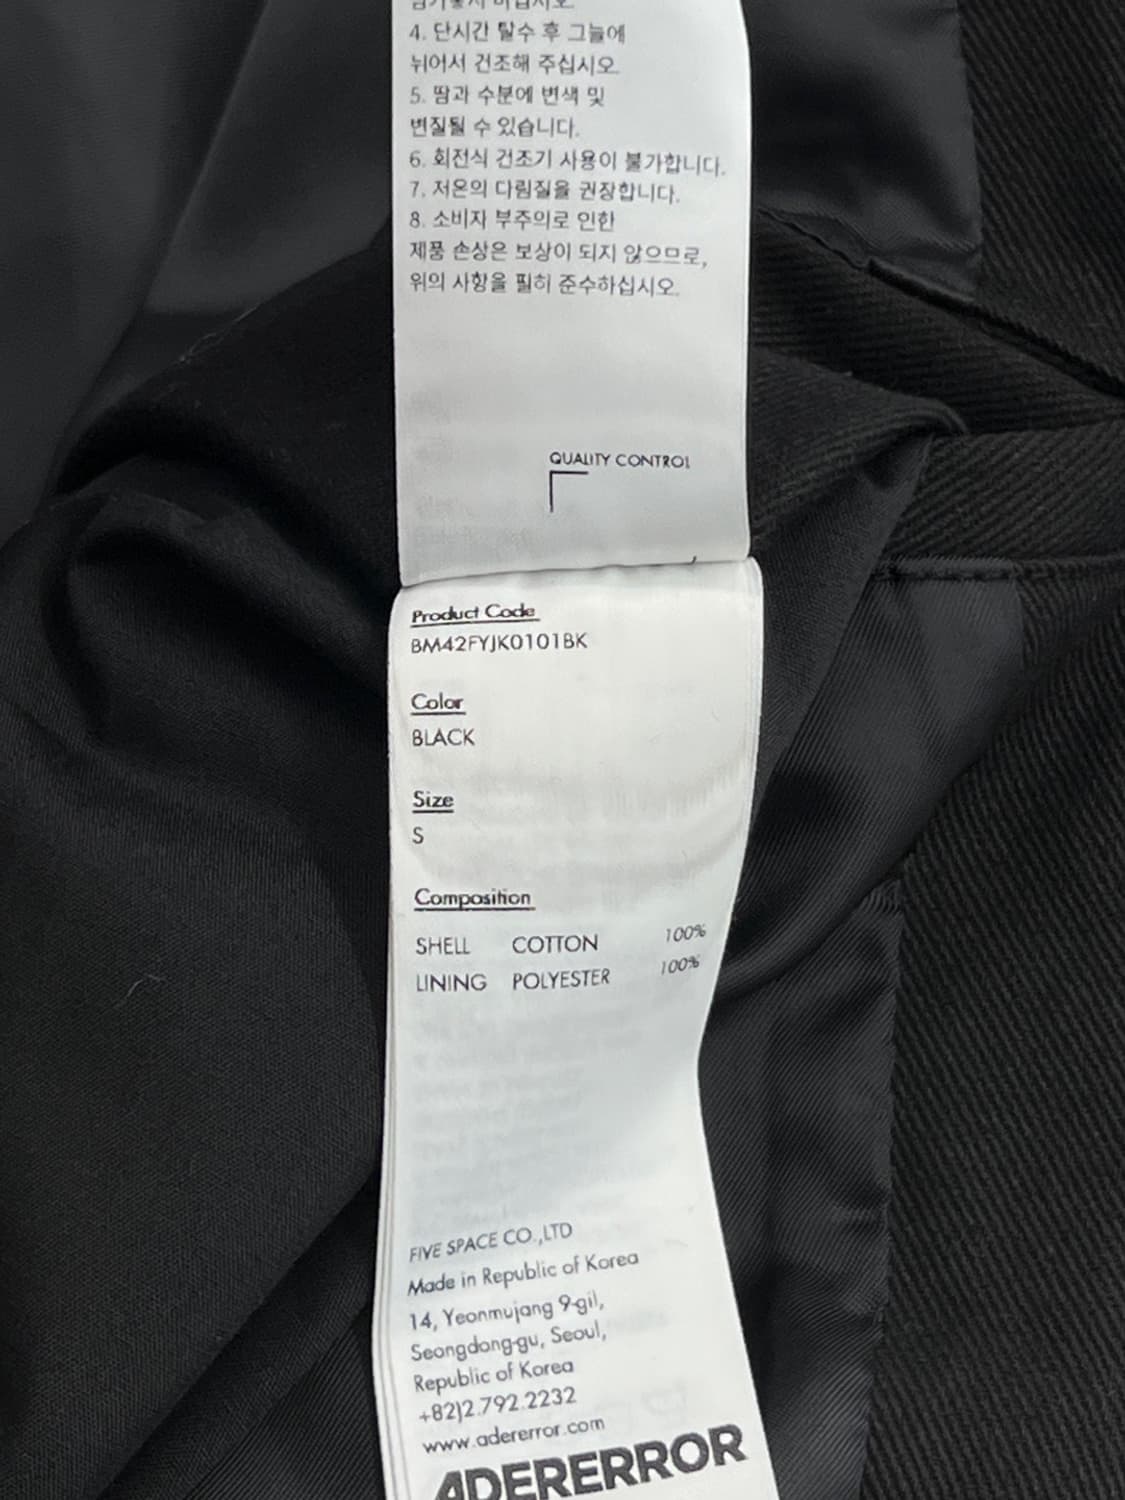 4. 단시간 탈수 후 그늘에
뉘어서 건조해 주십시오.
5. 땀과 수분에 변색 및
변질될 수 있습니다.
6. 회전식 건조기 사용이 불가합니다.
7. 저온의 다림질을 권장합니다.
8. 소비자 부주의로 인한
제품 손상은 보상이 되지 않으므로,
위의 사항을 필히 준수하십시오.
QUALITY CONTROL
Product Code
BM42FYJK0101BK
Color
BLACK
Size
S
Composition
SHELL COTTON 100%
LINING POLYESTER 100%
FIVE SPACE CO.,LTD
Made in Republic of Korea
14, Yeonmujang 9-gil,
Seongdong-gu, Seoul,
Republic of Korea
+82)2.792.2232
www.adererror.com
ADERERROR